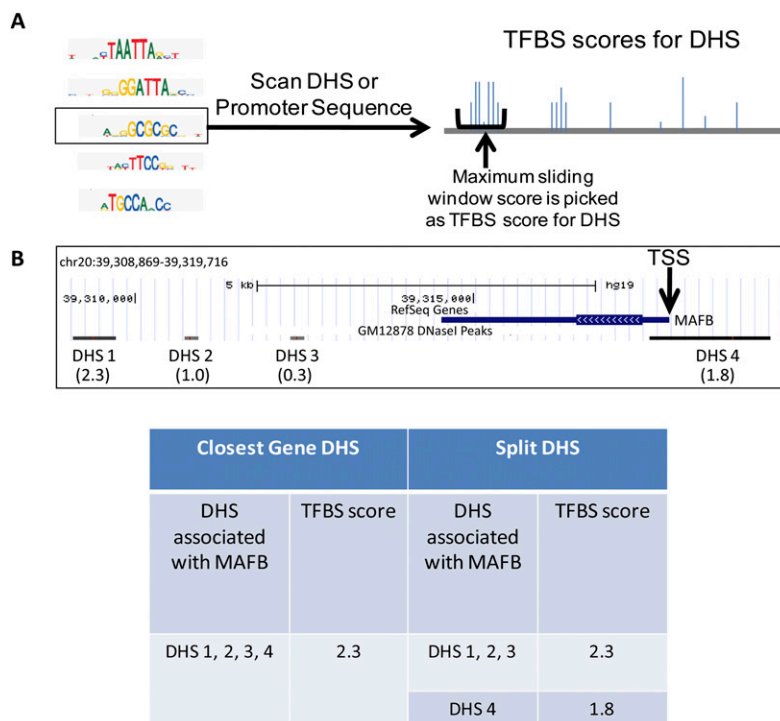 A
TAATTA
GGATTA
GCGCGC
TTCC
ATGCCA CC
Scan DHS or
Promoter Sequence
TFBS scores for DHS
Maximum sliding
window score is picked
as TFBS score for DHS
B
chr20:39,308,869-39,319,716
TSS
5 kb
hg19
39,310,000|
39,315,000|
RefSeq Genes
MAFB
GM12878 DNaseI Peaks
DHS 1
(2.3)
DHS 2
(1.0)
DHS 3
(0.3)
DHS 4
(1.8)
Closest Gene DHS
Split DHS
DHS
associated
with MAFB
TFBS score
DHS
associated
with MAFB
TFBS score
DHS 1, 2, 3, 4
2.3
DHS 1, 2, 3
2.3
DHS 4
1.8